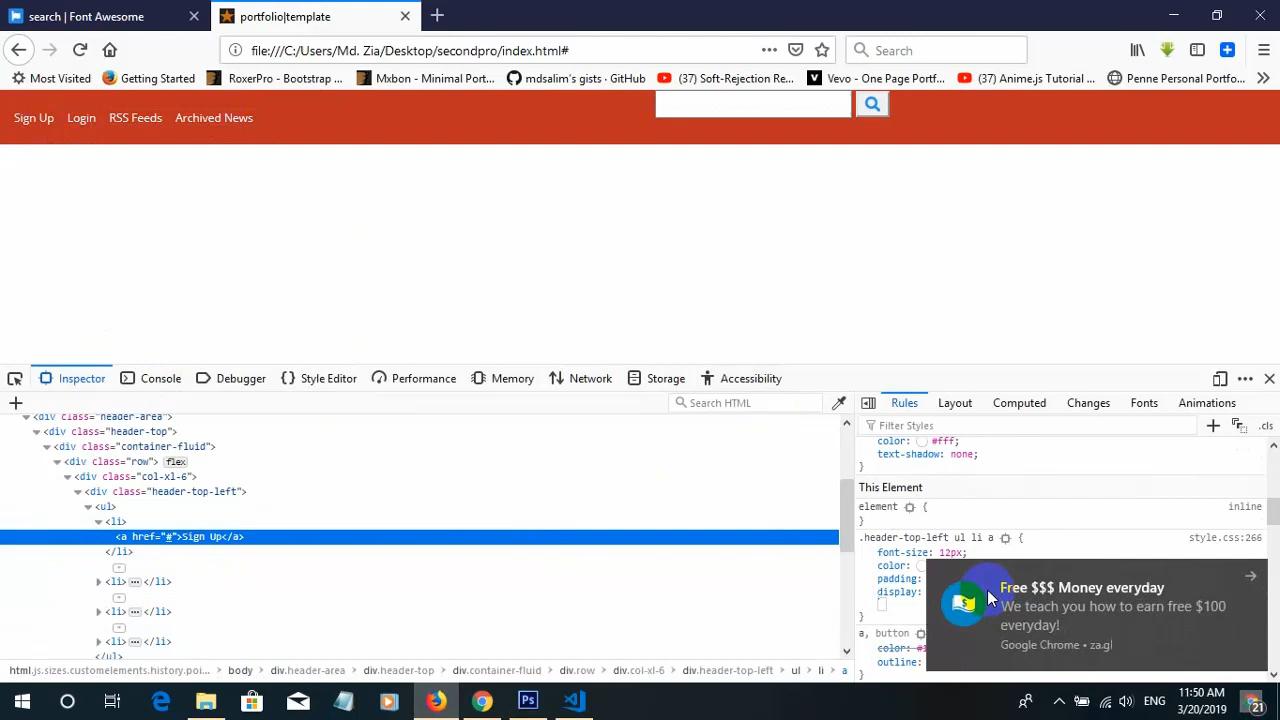 search | Font Awesome
portfolio|template
file:///C:/Users/Md. Zia/Desktop/secondpro/index.html#
Search
Most Visited
Getting Started
RoxerPro - Bootstrap ...
Mxbon - Minimal Port...
mdsalim's gists · GitHub
(37) Soft-Rejection Re...
Vevo - One Page Portf...
(37) Anime.js Tutorial ...
Penne Personal Portfo...
Sign Up Login RSS Feeds Archived News
Inspector Console Debugger Style Editor Performance Memory Network Storage Accessibility
Search HTML
Rules Layout Computed Changes Fonts Animations
Filter Styles
.cls
<div class="header-area">
<div class="header-top">
<div class="container-fluid">
<div class="row"> flex
<div class="col-xl-6">
<div class="header-top-left">
<ul>
<li>
<a href="#">Sign Up</a>
</li>
<li> </li>
<li> </li>
<li> </li>
color: #fff;
text-shadow: none;
}
This Element
element { inline
}
.header-top-left ul li a { style.css:266
font-size: 12px;
color:
padding:
display:
}
a, button
color:
outline:
}
Free $$$ Money everyday
We teach you how to earn free $100
everyday!
Google Chrome • za.gl
html.js.sizes.customelements.history.poi... body div.header-area div.header-top div.container-fluid div.row div.col-xl-6 div.header-top-left ul li a
ENG
11:50 AM
3/20/2019
21